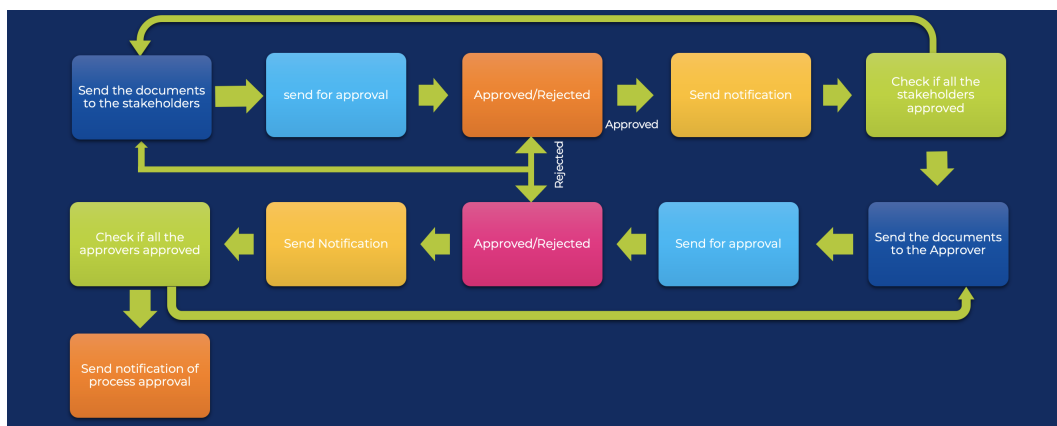 Send the documents
to the stakeholders
send for approval
Approved/Rejected
Approved
Send notification
Check if all the
stakeholders
approved
Rejected
Check if all the
approvers approved
Send Notification
Approved/Rejected
Send for approval
Send the documents
to the Approver
Send notification of
process approval